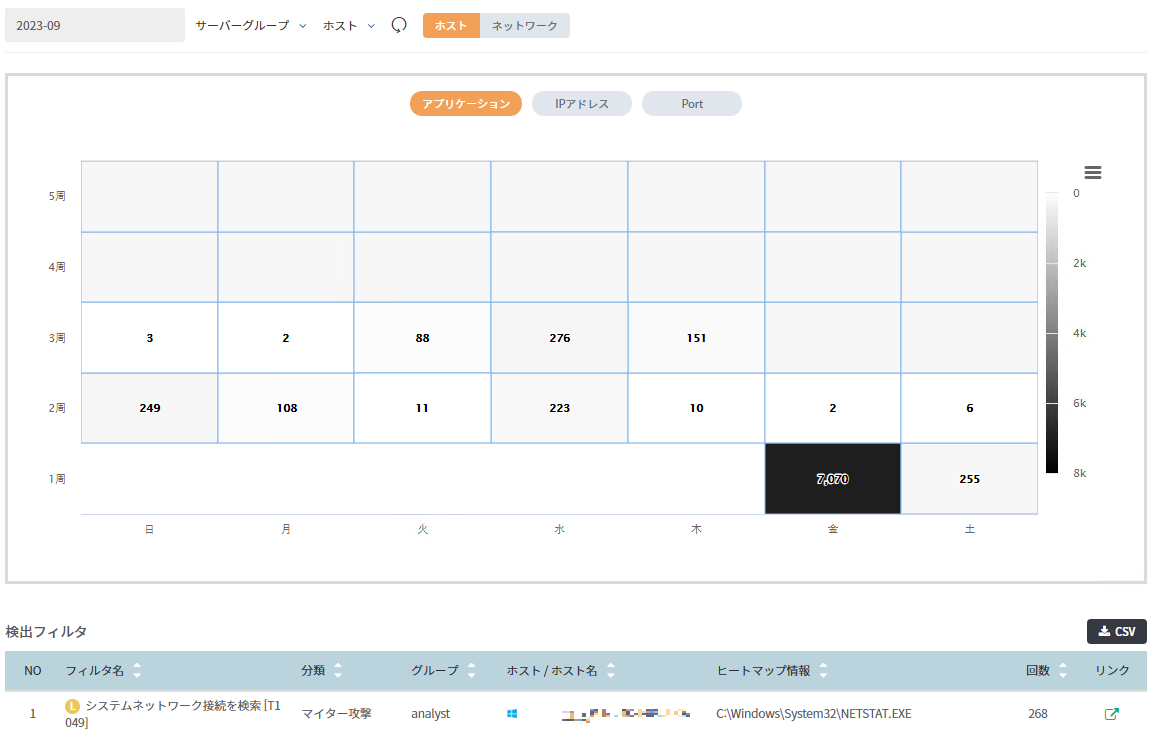 2023-09 サーバーグループ ホスト ホスト ネットワーク
アプリケーション IPアドレス Port
5周
4周
3周 3 2 88 276 151
2周 249 108 11 223 10 2 6
1周 7,070 255
日 月 火 水 木 金 土
0
2k
4k
6k
8k
検出フィルタ CSV
NO フィルタ名 分類 グループ ホスト / ホスト名 ヒートマップ情報 回数 リンク
1 L システムネットワーク接続を検索 [T1
049] マイター攻撃 analyst C:\Windows\System32\NETSTAT.EXE 268